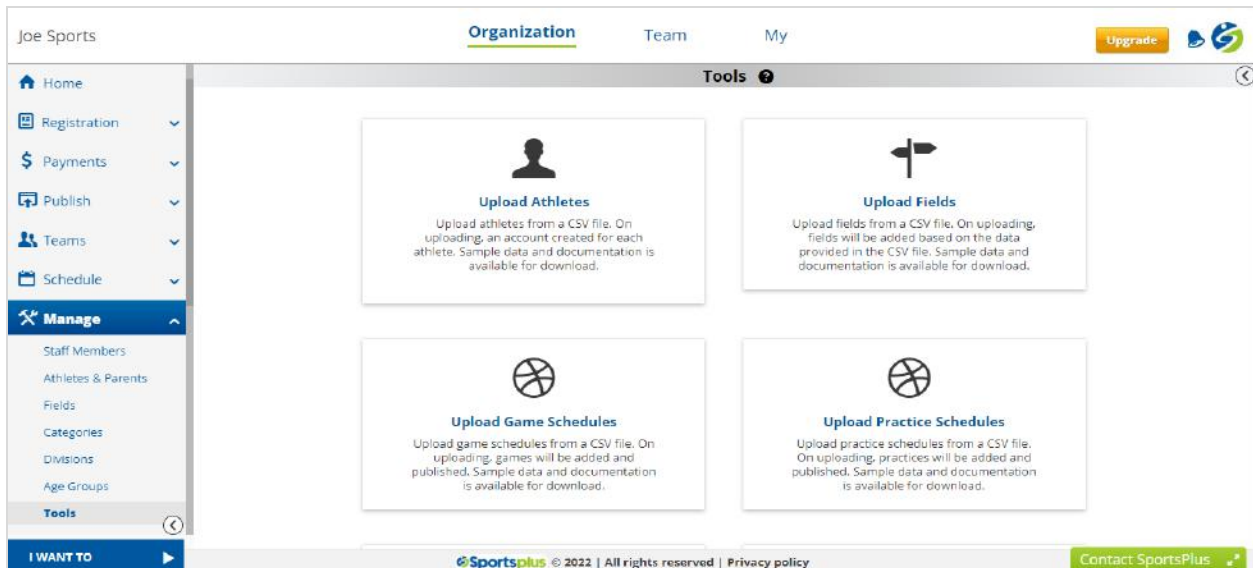 Joe Sports
Organization
Team
My
Upgrade
Home
Registration
Payments
Publish
Teams
Schedule
Manage
Staff Members
Athletes & Parents
Fields
Categories
Divisions
Age Groups
Tools
I WANT TO
Tools ?
Upload Athletes
Upload athletes from a CSV file. On
uploading, an account created for each
athlete. Sample data and documentation is
available for download.
Upload Fields
Upload fields from a CSV file. On uploading,
fields will be added based on the data
provided in the CSV file. Sample data and
documentation is available for download.
Upload Game Schedules
Upload game schedules from a CSV file. On
uploading, games will be added and
published. Sample data and documentation
is available for download.
Upload Practice Schedules
Upload practice schedules from a CSV file.
On uploading, practices will be added and
published. Sample data and documentation
is available for download.
Sportsplus © 2022 | All rights reserved | Privacy policy
Contact SportsPlus